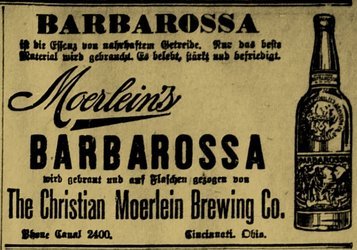 BARBAROSSA
ist die Essenz von nahrhaftem Getreide. Nur das beste
Material wird gebraucht. Es belebt, stärkt und befriedigt.
Moerlein's
BARBAROSSA
wird gebraut und auf Flaschen gezogen von
The Christian Moerlein Brewing Co.
Phone Canal 2400. Cincinnati, Ohio.
BARBAROSSA